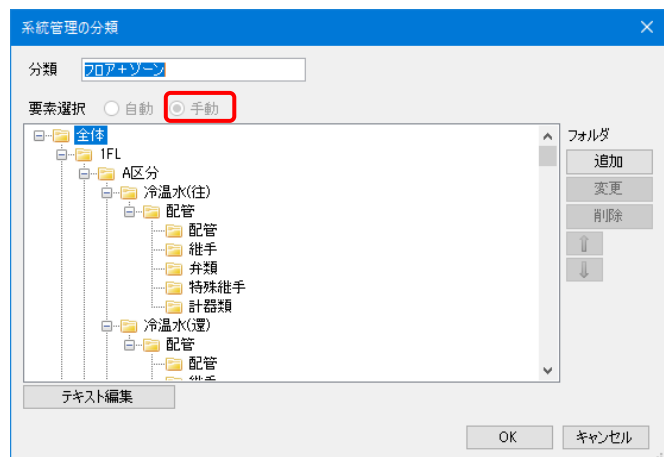 系統管理の分類
分類 フロア+ゾーン
要素選択 自動 手動
全体
1FL
A区分
冷温水(往)
配管
配管
継手
弁類
特殊継手
計器類
冷温水(還)
配管
配管
継手
フォルダ
追加
変更
削除
⇧
⇩
テキスト編集
OK キャンセル